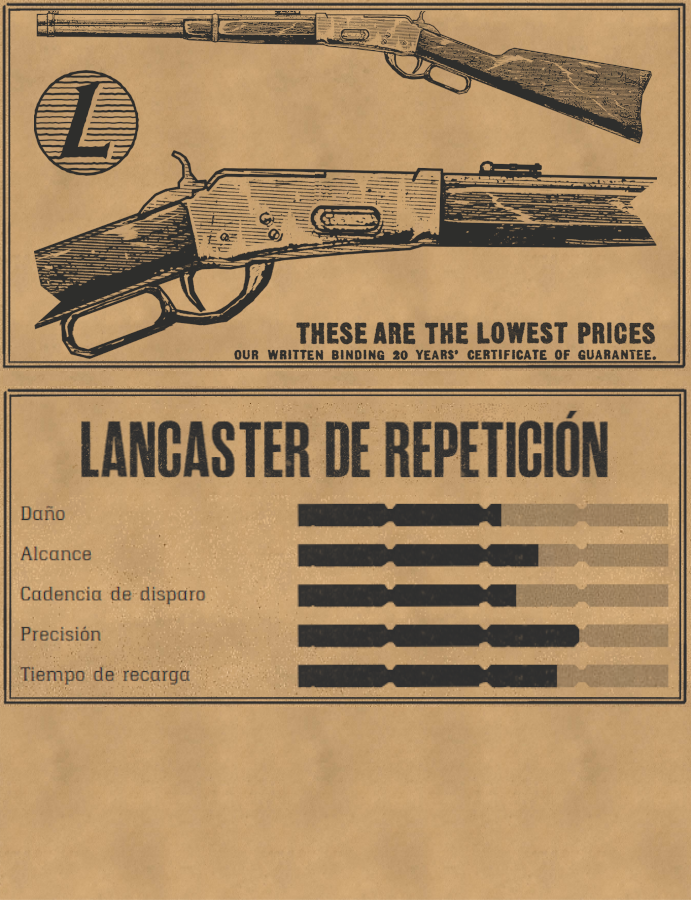 L
THESE ARE THE LOWEST PRICES
OUR WRITTEN BINDING 20 YEARS' CERTIFICATE OF GUARANTEE.
LANCASTER DE REPETICIÓN
Daño
Alcance
Cadencia de disparo
Precisión
Tiempo de recarga